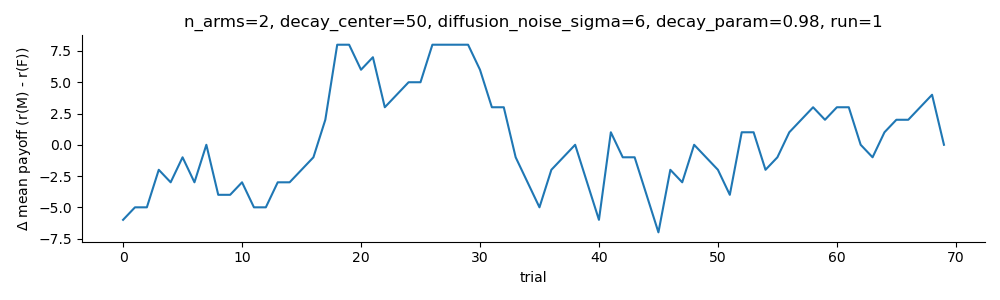 n_arms=2, decay_center=50, diffusion_noise_sigma=6, decay_param=0.98, run=1
Δ mean payoff (r(M) - r(F))
7.5
5.0
2.5
0.0
−2.5
−5.0
−7.5
0 10 20 30 40 50 60 70
trial